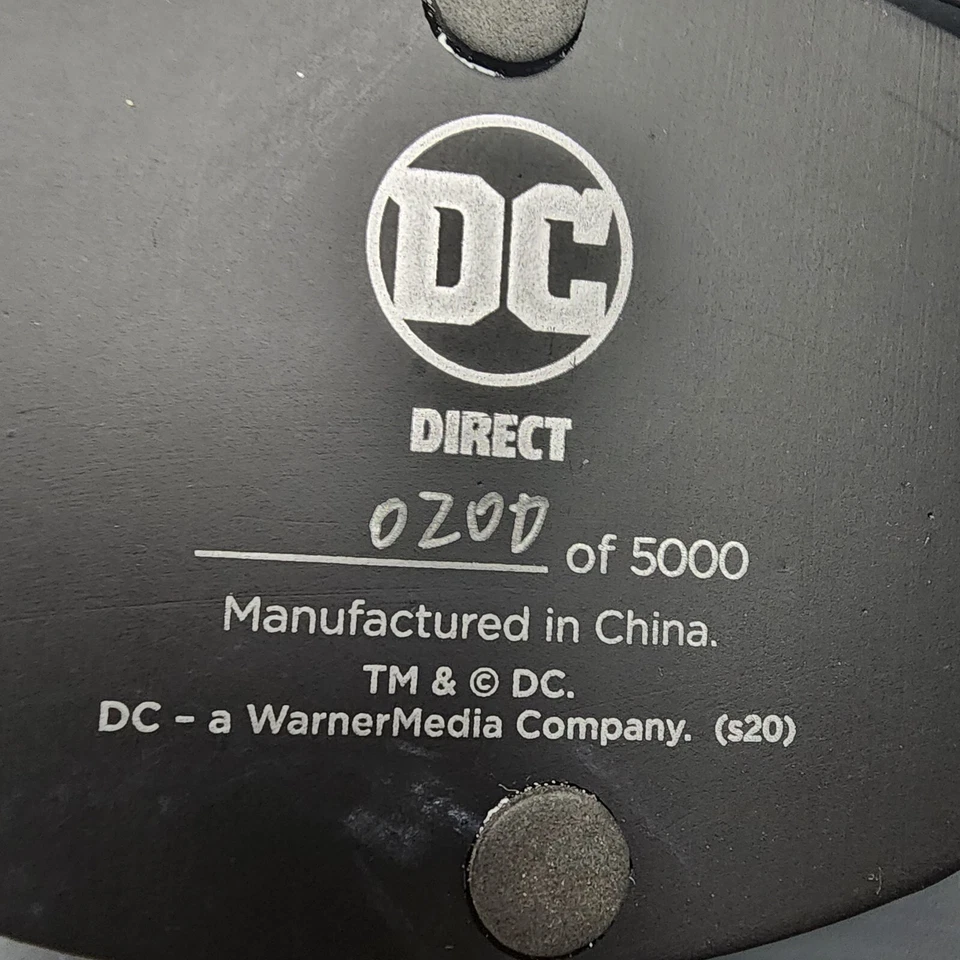 DC
DIRECT
0200 of 5000
Manufactured in China.
TM & © DC.
DC – a WarnerMedia Company. (s20)